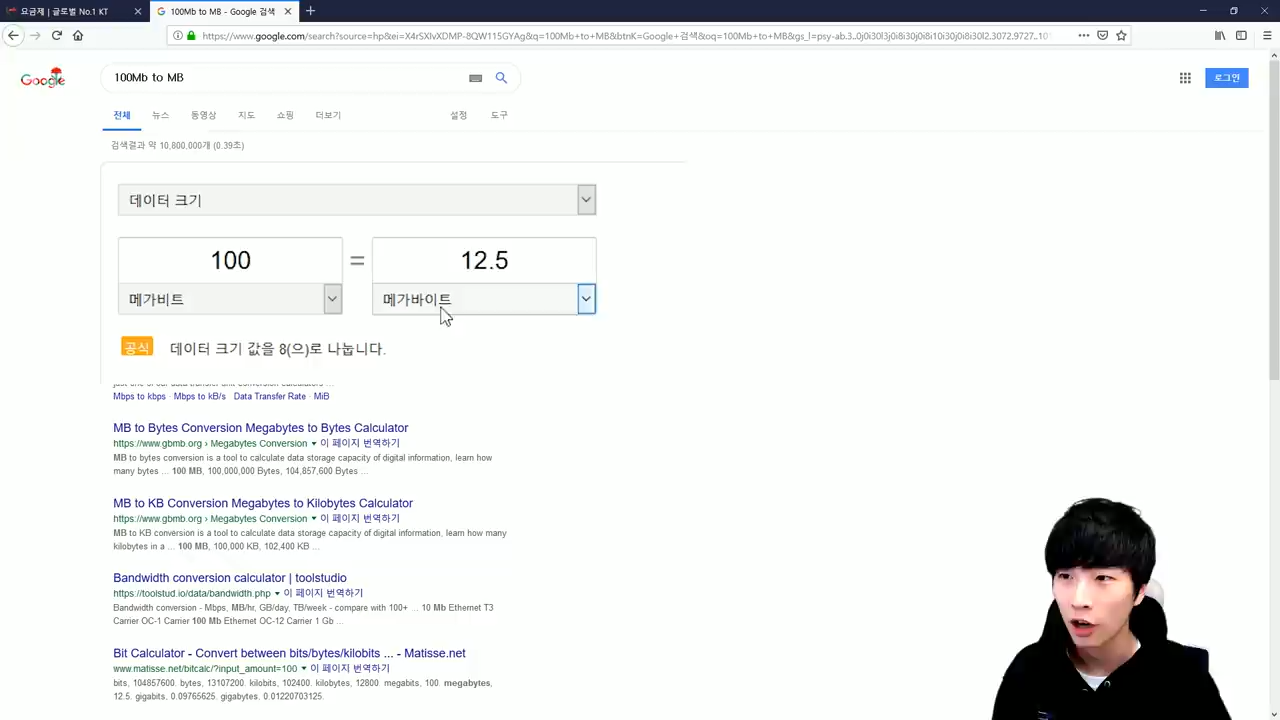 요금제 | 글로벌 No.1 KT
100Mb to MB - Google 검색
https://www.google.com/search?source=hp&ei=X4rSXIvXDMP-8QW115GYAg&q=100Mb+to+MB&btnK=Google+검색&oq=100Mb+to+MB&gs_l=psy-ab.3..0j0i30l3j0i8i30j0i8i10i30j0i8i30l2.3072.9727..10
Google
100Mb to MB
로그인
전체 뉴스 동영상 지도 쇼핑 더보기 설정 도구
검색결과 약 10,800,000개 (0.39초)
데이터 크기
100 = 12.5
메가비트 메가바이트
공식 데이터 크기 값을 8(으)로 나눕니다.
just one of our data transfer unit conversion calculators ...
Mbps to kbps · Mbps to kB/s · Data Transfer Rate · MiB
MB to Bytes Conversion Megabytes to Bytes Calculator
https://www.gbmb.org › Megabytes Conversion ▼ 이 페이지 번역하기
MB to bytes conversion is a tool to calculate data storage capacity of digital information, learn how
many bytes ... 100 MB, 100,000,000 Bytes, 104,857,600 Bytes ...
MB to KB Conversion Megabytes to Kilobytes Calculator
https://www.gbmb.org › Megabytes Conversion ▼ 이 페이지 번역하기
MB to KB conversion is a tool to calculate data storage capacity of digital information, learn how many
kilobytes in a ... 100 MB, 100,000 KB, 102,400 KB ...
Bandwidth conversion calculator | toolstudio
https://toolstud.io/data/bandwidth.php ▼ 이 페이지 번역하기
Bandwidth conversion - Mbps, MB/hr, GB/day, TB/week - compare with 100+ ... 10 Mb Ethernet T3
Carrier OC-1 Carrier 100 Mb Ethernet OC-12 Carrier 1 Gb ...
Bit Calculator - Convert between bits/bytes/kilobits ... - Matisse.net
www.matisse.net/bitcalc/?input_amount=100 ▼ 이 페이지 번역하기
bits, 104857600. bytes, 13107200. kilobits, 102400. kilobytes, 12800. megabits, 100. megabytes,
12.5. gigabits, 0.09765625. gigabytes, 0.01220703125.